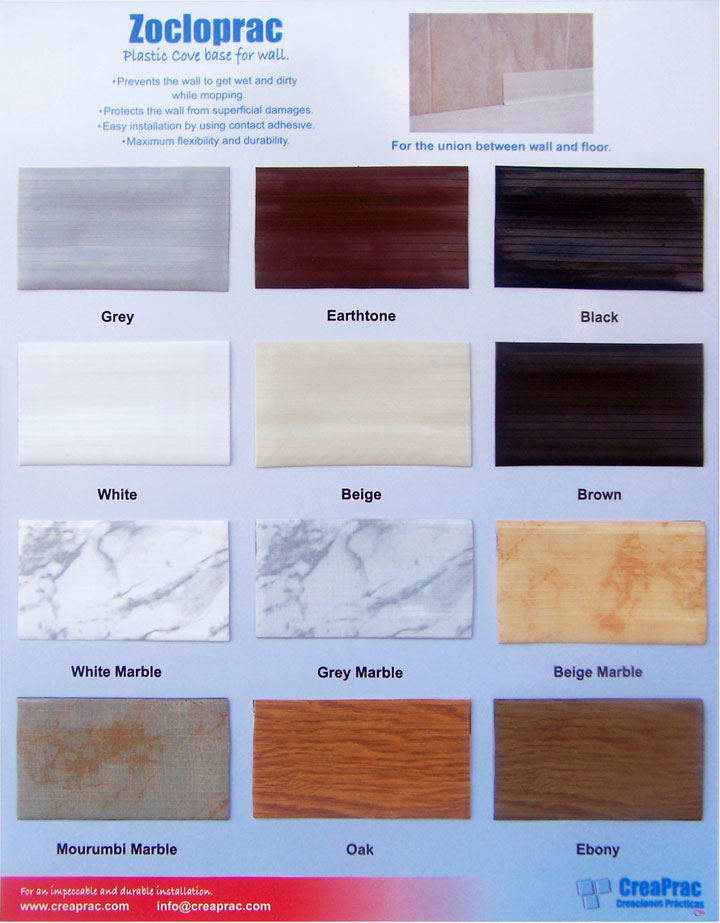 Zocloprac
Plastic Cove base for wall.
•Prevents the wall to get wet and dirty
while mopping.
•Protects the wall from superficial damages.
•Easy installation by using contact adhesive.
•Maximum flexibility and durability.
For the union between wall and floor.
Grey
Earthtone
Black
White
Beige
Brown
White Marble
Grey Marble
Beige Marble
Mourumbi Marble
Oak
Ebony
For an impeccable and durable installation.
www.creaprac.com info@creaprac.com
CreaPrac
Creaciones Prácticas